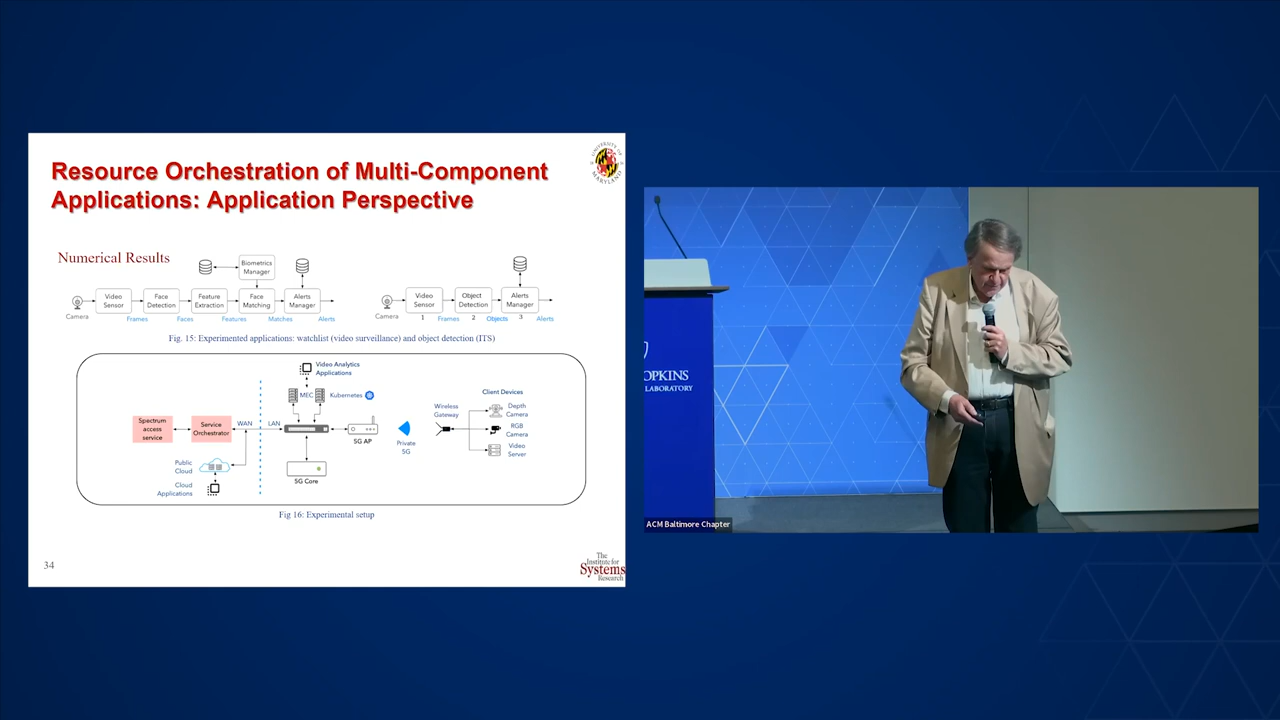 Resource Orchestration of Multi-Component
Applications: Application Perspective
UNIVERSITY OF
MARYLAND
Numerical Results
Biometrics
Manager
Video
Sensor
Face
Detection
Feature
Extraction
Face
Matching
Alerts
Manager
Camera
Frames
Faces
Features
Matches
Alerts
Video
Sensor
Object
Detection
Alerts
Manager
Camera
1
Frames
2
Objects
3
Alerts
Fig. 15: Experimented applications: watchlist (video surveillance) and object detection (ITS)
Video Analytics
Applications
MEC
Kubernetes
Spectrum
access
service
Service
Orchestrator
WAN
LAN
5G AP
Private
5G
Wireless
Gateway
Client Devices
Depth
Camera
RGB
Camera
Video
Server
Public
Cloud
Cloud
Applications
5G Core
Fig 16: Experimental setup
34
The
Institute for
Systems
Research
OPKINS
LABORATORY
ACM Baltimore Chapter